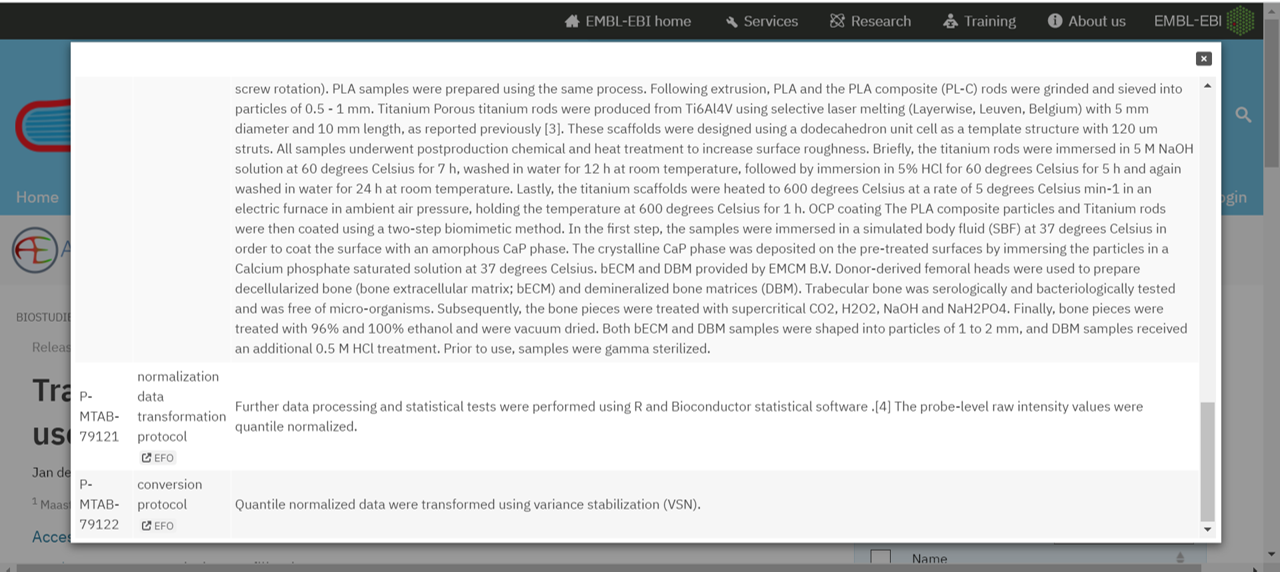 EMBL-EBI home Services Research Training About us EMBL-EBI
screw rotation). PLA samples were prepared using the same process. Following extrusion, PLA and the PLA composite (PL-C) rods were grinded and sieved into
particles of 0.5 - 1 mm. Titanium Porous titanium rods were produced from Ti6Al4V using selective laser melting (Layerwise, Leuven, Belgium) with 5 mm
diameter and 10 mm length, as reported previously [3]. These scaffolds were designed using a dodecahedron unit cell as a template structure with 120 um
struts. All samples underwent postproduction chemical and heat treatment to increase surface roughness. Briefly, the titanium rods were immersed in 5 M NaOH
solution at 60 degrees Celsius for 7 h, washed in water for 12 h at room temperature, followed by immersion in 5% HCl for 60 degrees Celsius for 5 h and again
washed in water for 24 h at room temperature. Lastly, the titanium scaffolds were heated to 600 degrees Celsius at a rate of 5 degrees Celsius min-1 in an
electric furnace in ambient air pressure, holding the temperature at 600 degrees Celsius for 1 h. OCP coating The PLA composite particles and Titanium rods
were then coated using a two-step biomimetic method. In the first step, the samples were immersed in a simulated body fluid (SBF) at 37 degrees Celsius in
order to coat the surface with an amorphous CaP phase. The crystalline CaP phase was deposited on the pre-treated surfaces by immersing the particles in a
Calcium phosphate saturated solution at 37 degrees Celsius. bECM and DBM provided by EMCM B.V. Donor-derived femoral heads were used to prepare
decellularized bone (bone extracellular matrix; bECM) and demineralized bone matrices (DBM). Trabecular bone was serologically and bacteriologically tested
and was free of micro-organisms. Subsequently, the bone pieces were treated with supercritical CO2, H2O2, NaOH and NaH2PO4. Finally, bone pieces were
treated with 96% and 100% ethanol and were vacuum dried. Both bECM and DBM samples were shaped into particles of 1 to 2 mm, and DBM samples received
an additional 0.5 M HCl treatment. Prior to use, samples were gamma sterilized.
P-
MTAB-
79121
normalization
data
transformation
protocol
EFO
Further data processing and statistical tests were performed using R and Bioconductor statistical software .[4] The probe-level raw intensity values were
quantile normalized.
P-
MTAB-
79122
conversion
protocol
EFO
Quantile normalized data were transformed using variance stabilization (VSN).
Home
ogin
A
BIOSTUDIE
Releas
Tra
use
Jan de
1 Maas
Acces
Name